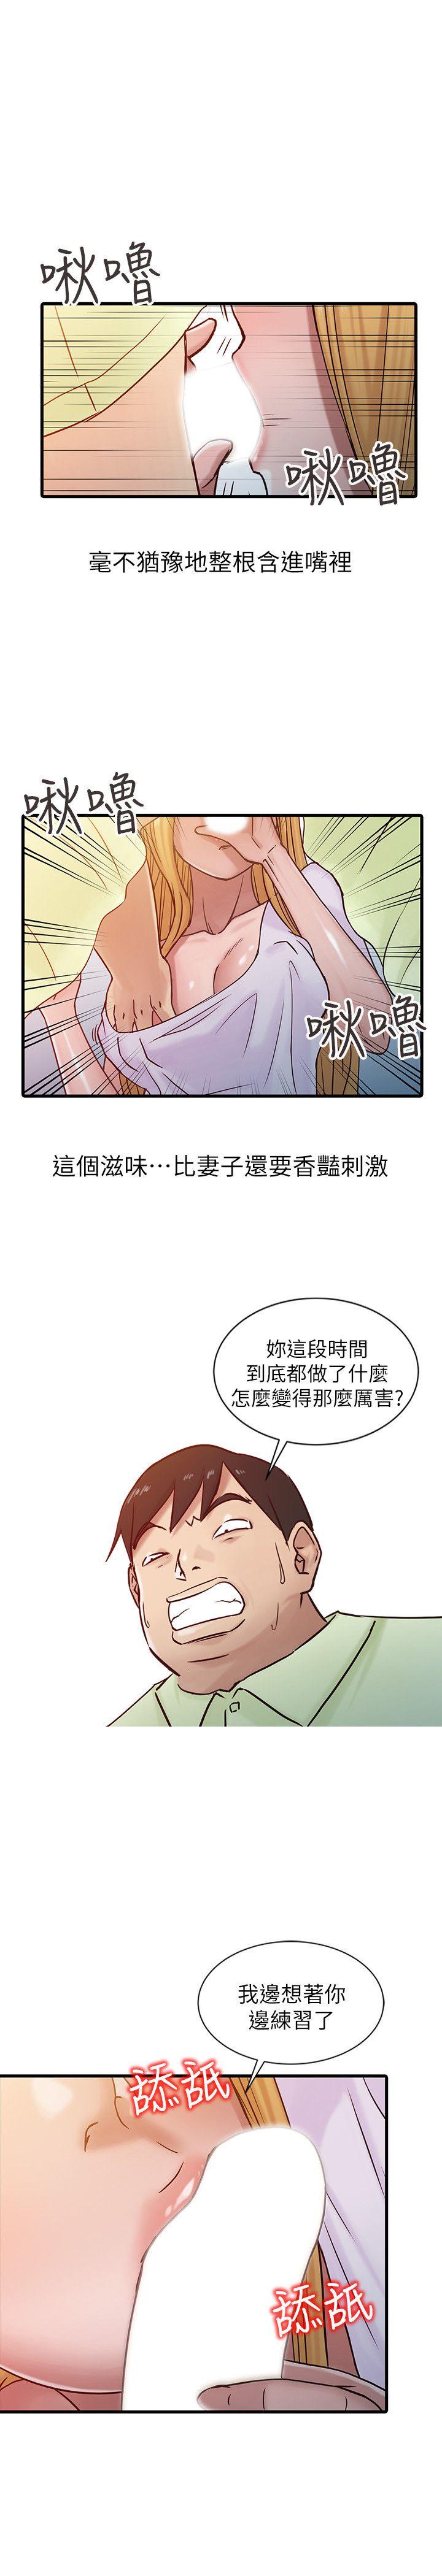 啾嚕
啾嚕
毫不猶豫地整根含進嘴裡
啾嚕
啾嚕
這個滋味…比妻子還要香豔刺激
妳這段時間
到底都做了什麼
怎麼變得那麼厲害?
我邊想著你
邊練習了
舔舐
舔舐